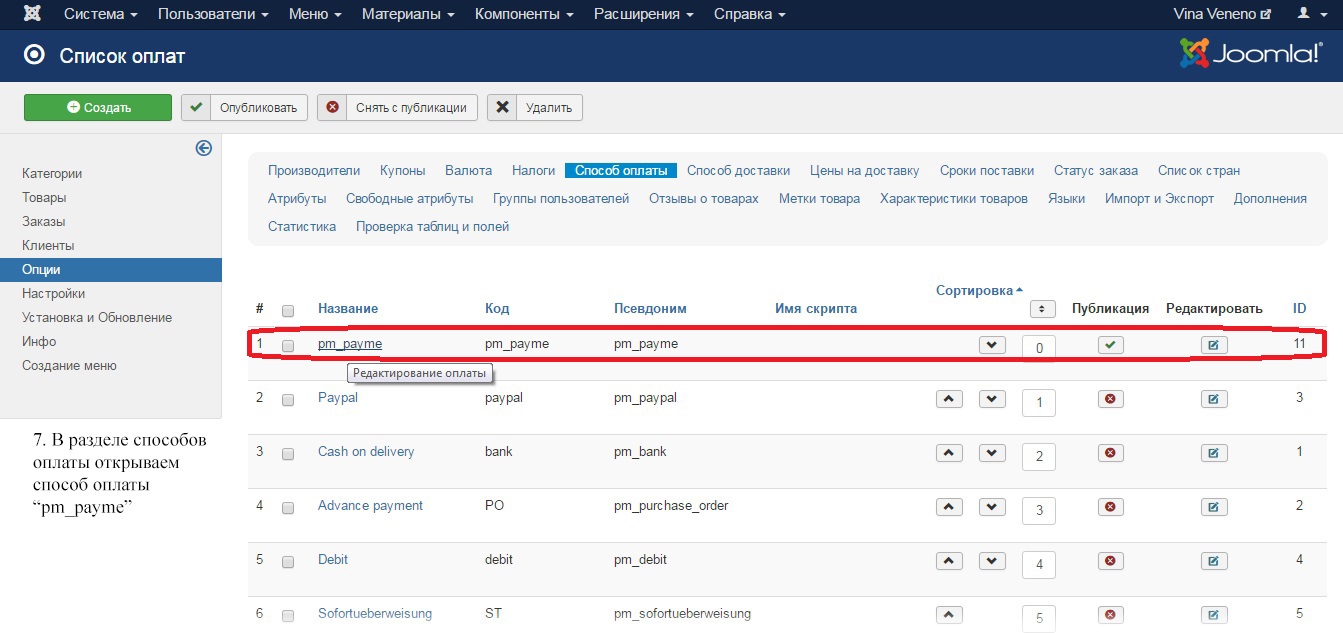 Система Пользователи Меню Материалы Компоненты Расширения Справка Vina Veneno
Список оплат Joomla!®
Создать Опубликовать Снять с публикации Удалить
Категории
Товары
Заказы
Клиенты
Опции
Настройки
Установка и Обновление
Инфо
Создание меню
7. В разделе способов
оплаты открываем
способ оплаты
“pm_payme”
Производители Купоны Валюта Налоги Способ оплаты Способ доставки Цены на доставку Сроки поставки Статус заказа Список стран
Атрибуты Свободные атрибуты Группы пользователей Отзывы о товарах Метки товара Характеристики товаров Языки Импорт и Экспорт Дополнения
Статистика Проверка таблиц и полей
# Название Код Псевдоним Имя скрипта Сортировка Публикация Редактировать ID
1 pm_payme pm_payme pm_payme 0 11
Редактирование оплаты
2 Paypal paypal pm_paypal 1 3
3 Cash on delivery bank pm_bank 2 1
4 Advance payment PO pm_purchase_order 3 2
5 Debit debit pm_debit 4 4
6 Sofortueberweisung ST pm_sofortueberweisung 5 5